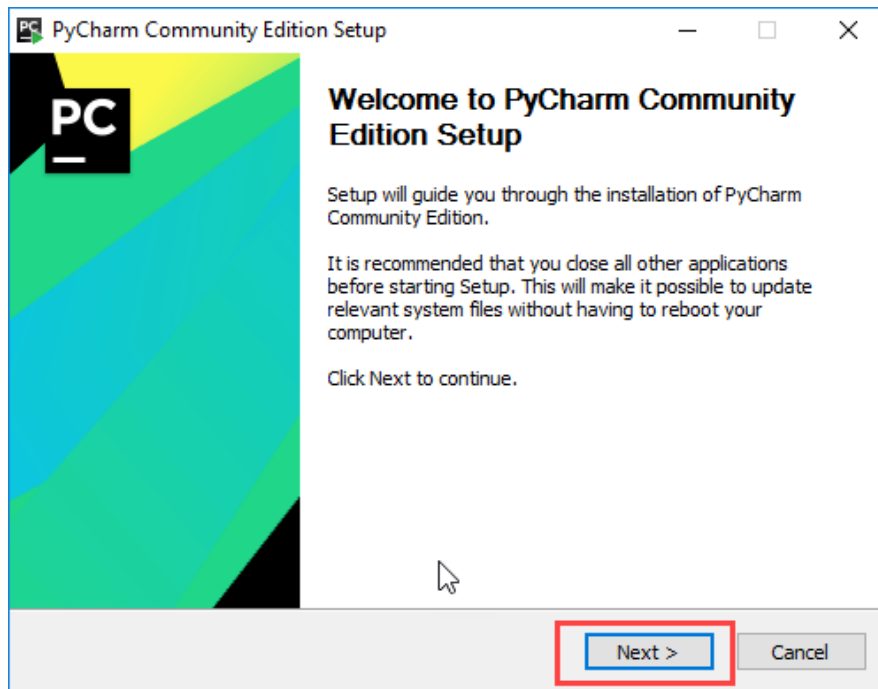 PyCharm Community Edition Setup
PC
Welcome to PyCharm Community
Edition Setup
Setup will guide you through the installation of PyCharm
Community Edition.
It is recommended that you close all other applications
before starting Setup. This will make it possible to update
relevant system files without having to reboot your
computer.
Click Next to continue.
Next >
Cancel